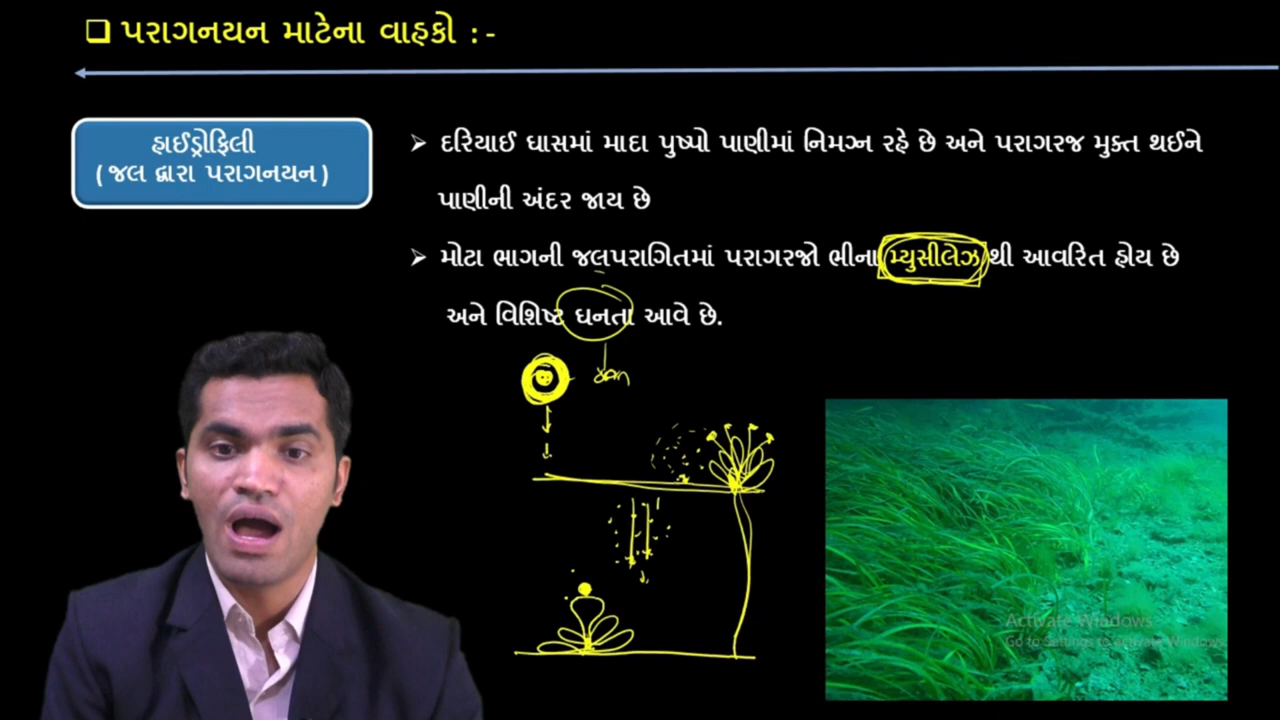 ❑ પરાગનયન માટેના વાહકો :-
હાઈડ્રોફિલી
( જલ દ્વારા પરાગનયન )
➢ દરિયાઈ ઘાસમાં માદા પુષ્પો પાણીમાં નિમગ્ન રહે છે અને પરાગરજ મુક્ત થઈને
પાણીની અંદર જાય છે
➢ મોટા ભાગની જલપરાગિતમાં પરાગરજો ભીના મ્યુસીલેઝ થી આવરિત હોય છે
અને વિશિષ્ટ ઘનતા આવે છે.
Activate Windows
Go to Settings to activate Windows.